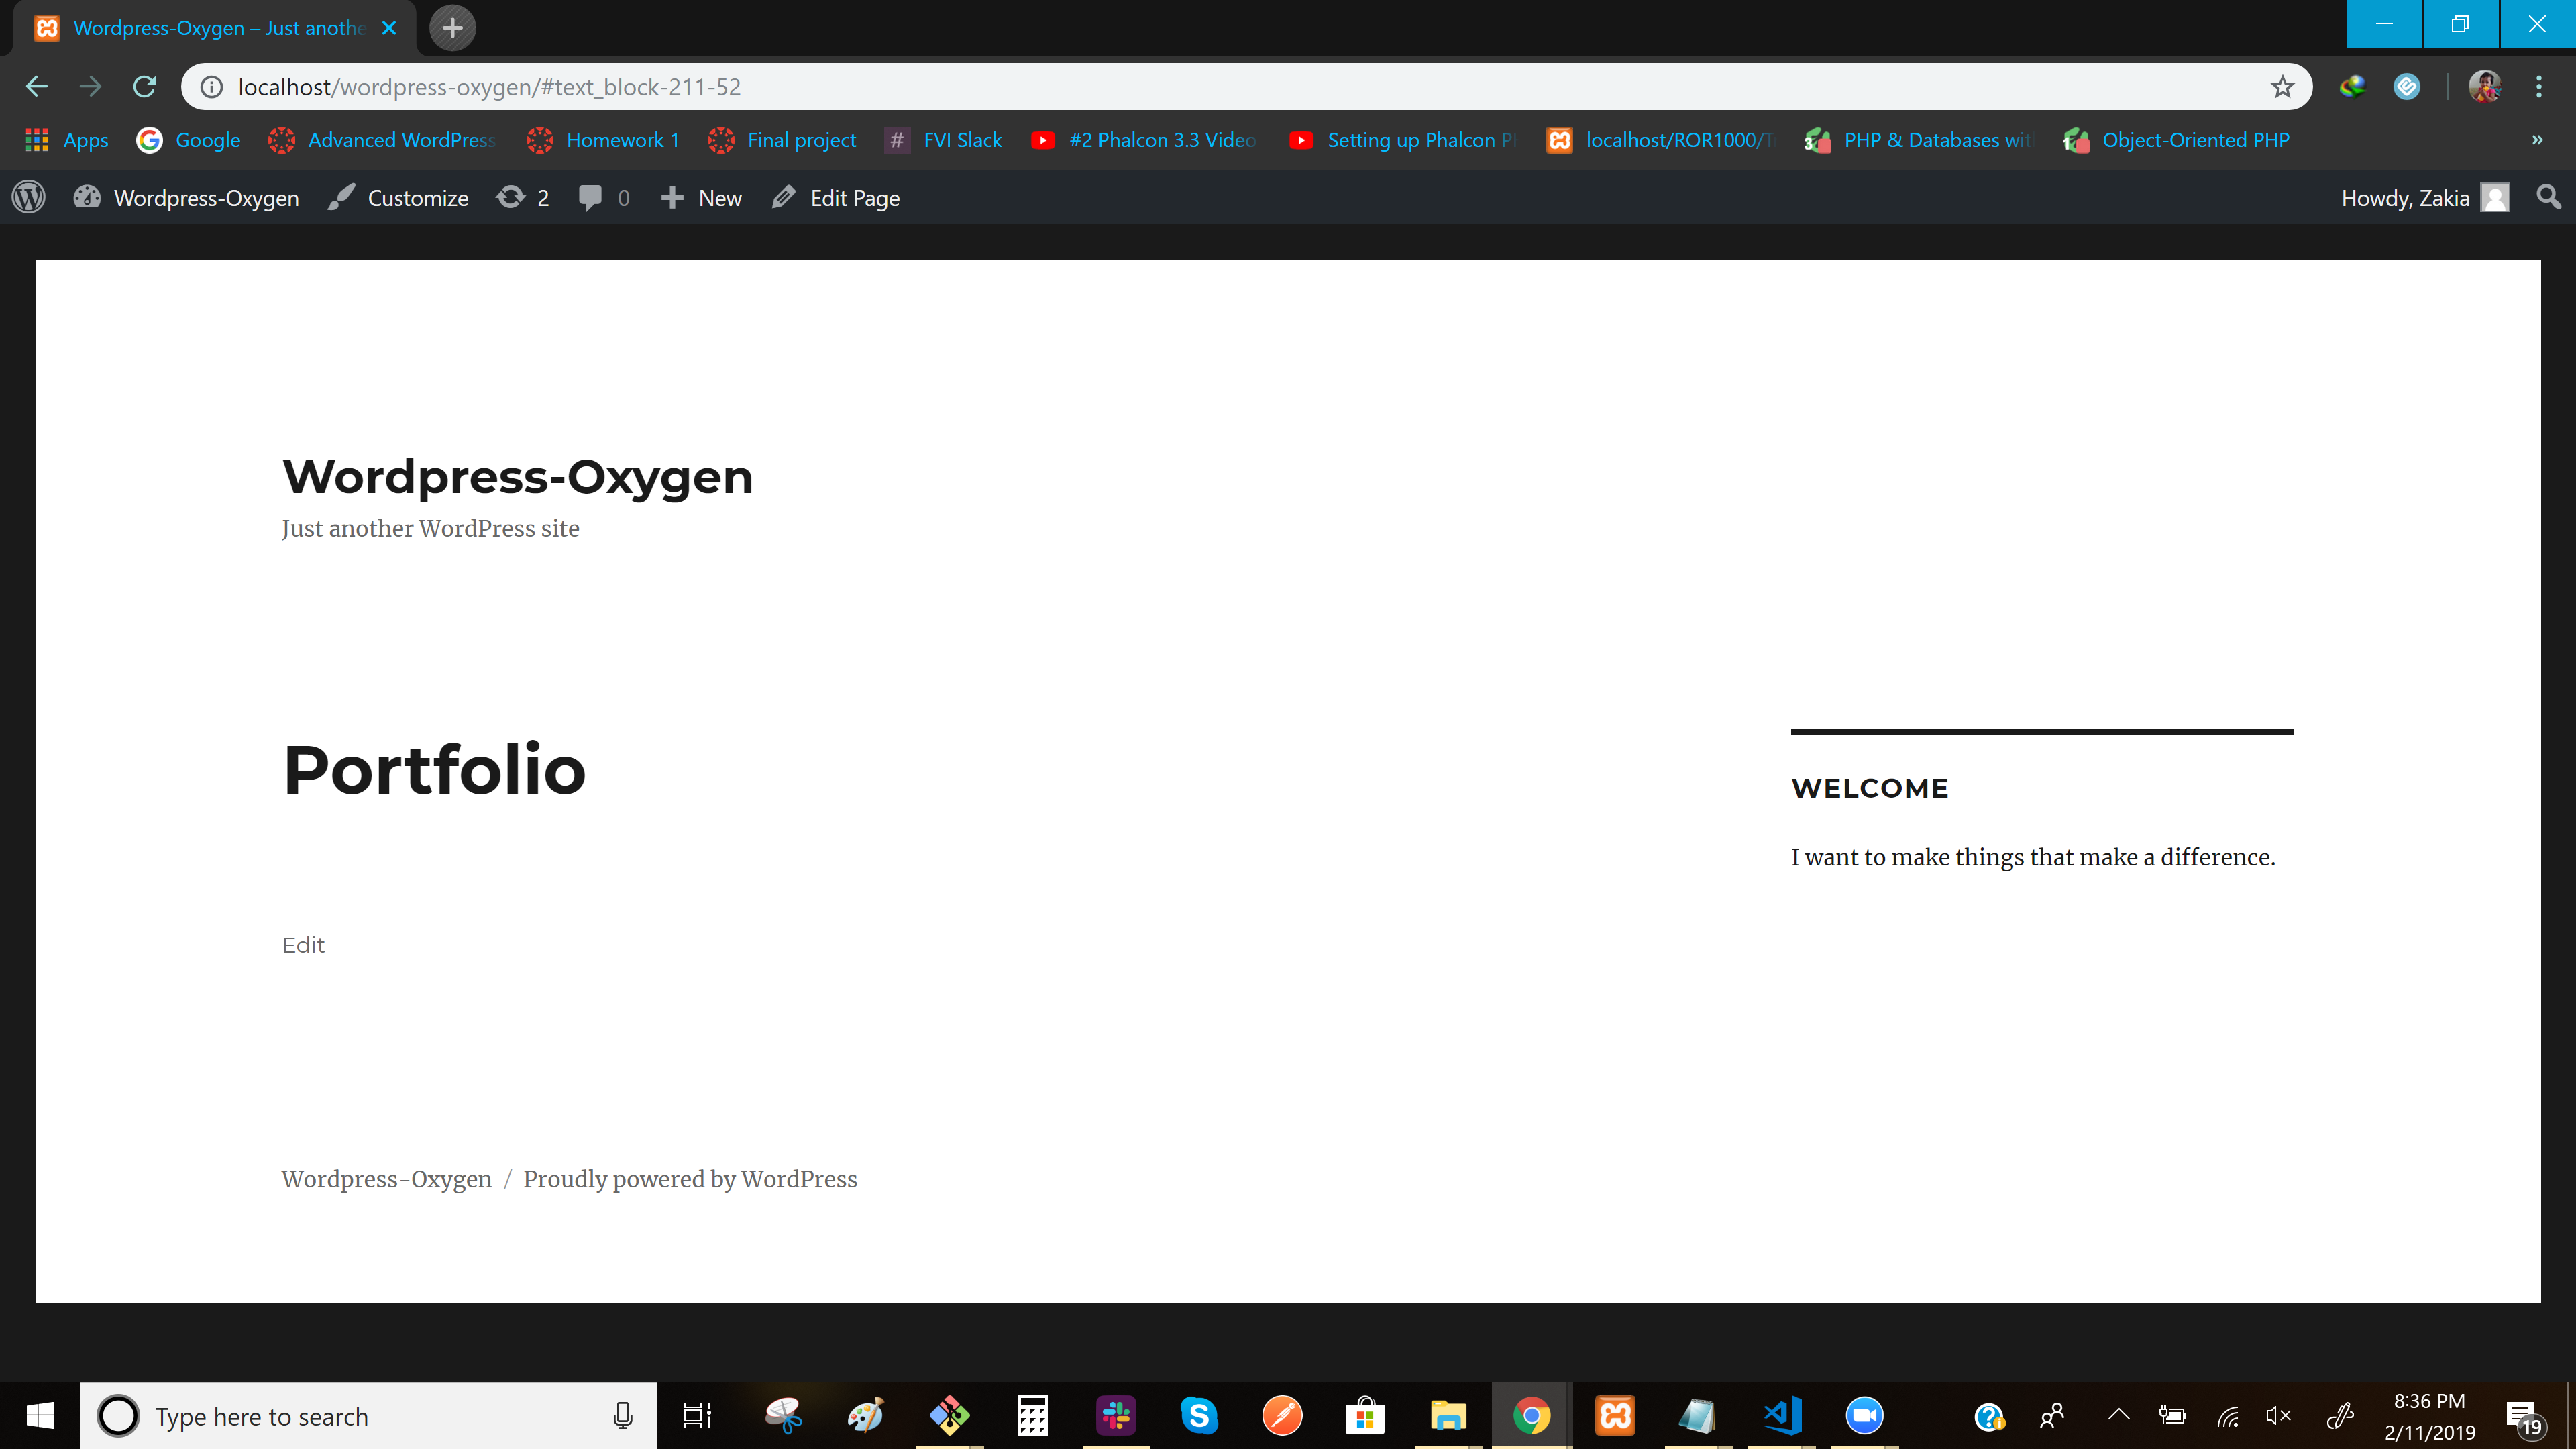 Wordpress-Oxygen – Just anothe
localhost/wordpress-oxygen/#text_block-211-52
Apps Google Advanced WordPress Homework 1 Final project # FVI Slack #2 Phalcon 3.3 Video Setting up Phalcon localhost/ROR1000/ PHP & Databases Object-Oriented PHP »
Wordpress-Oxygen Customize 2 0 New Edit Page Howdy, Zakia
Wordpress-Oxygen
Just another WordPress site
Portfolio
Edit
WELCOME
I want to make things that make a difference.
Wordpress-Oxygen / Proudly powered by WordPress
Type here to search
8:36 PM
2/11/2019
19